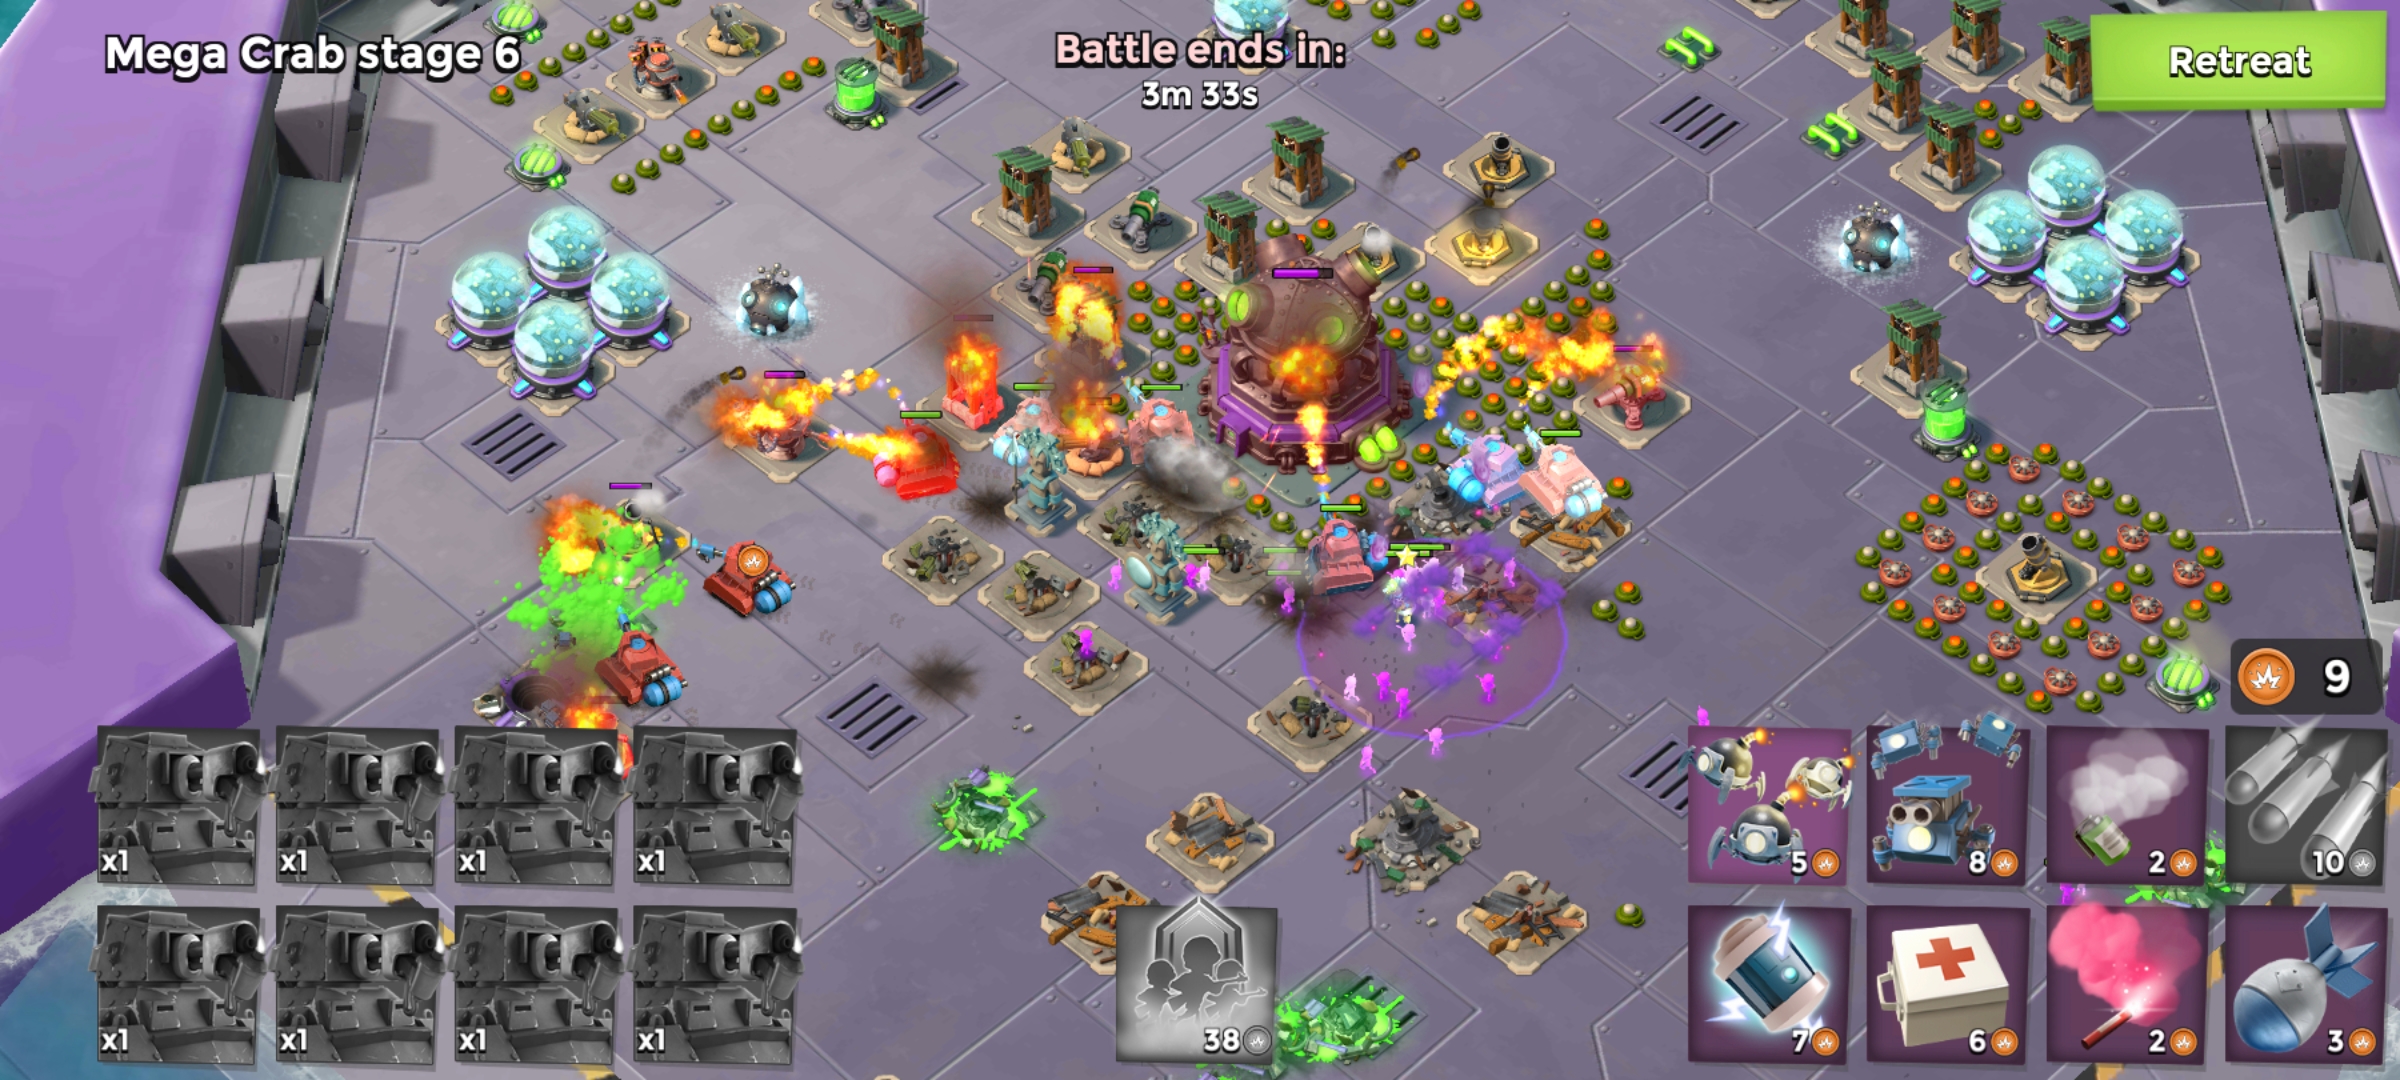 Mega Crab stage 6
Battle ends in:
3m 33s
Retreat
9
x1
x1
x1
x1
5
8
2
10
x1
x1
x1
x1
38
7
6
2
3